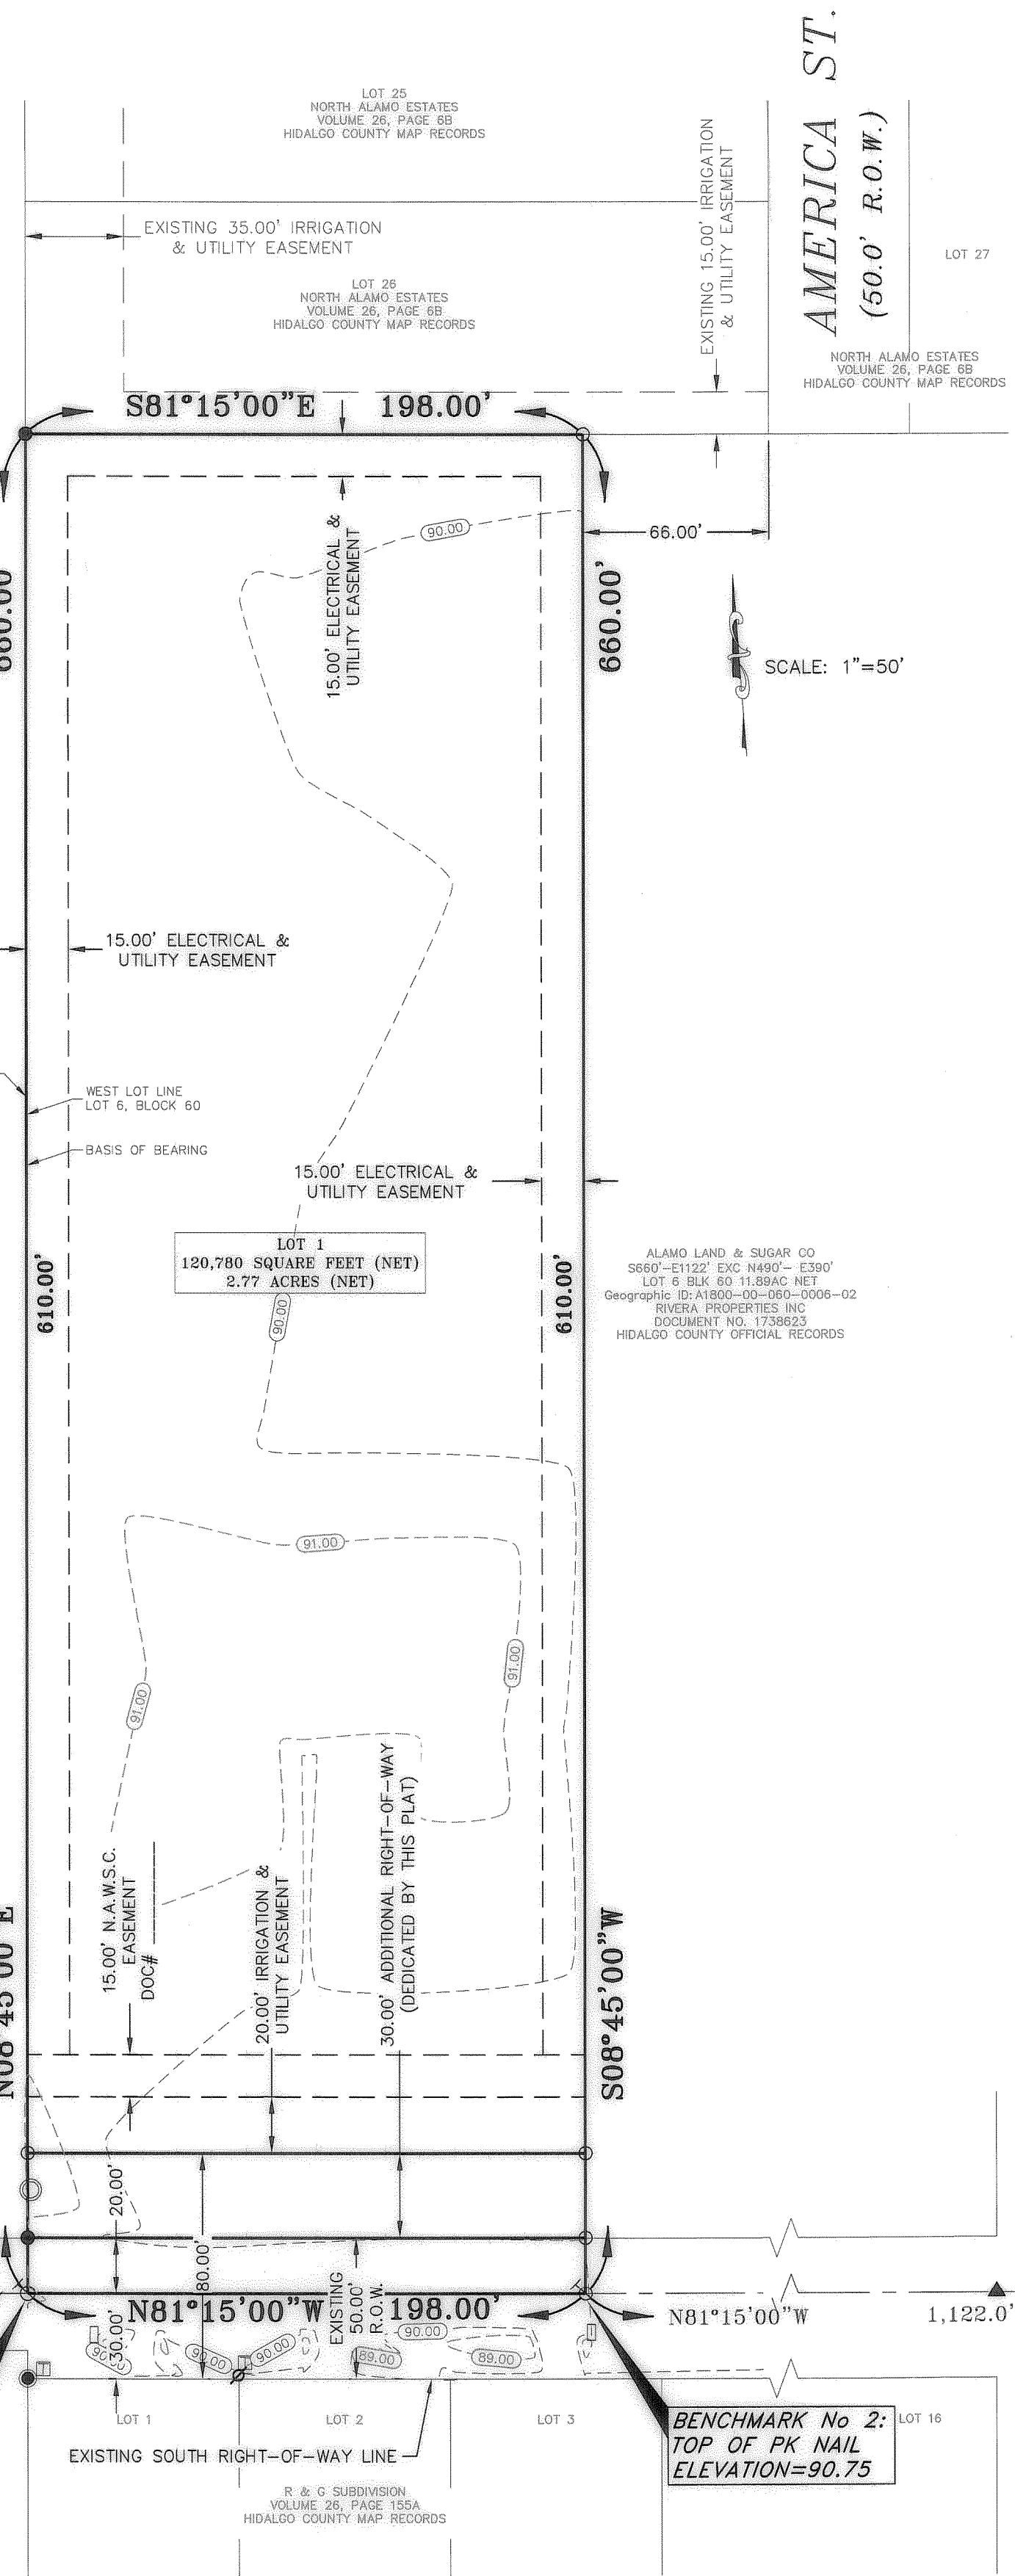 AMERICA ST.
(50.0' R.O.W.)
LOT 25
NORTH ALAMO ESTATES
VOLUME 26, PAGE 6B
HIDALGO COUNTY MAP RECORDS
EXISTING 15.00' IRRIGATION
& UTILITY EASEMENT
EXISTING 35.00' IRRIGATION
& UTILITY EASEMENT
LOT 27
LOT 26
NORTH ALAMO ESTATES
VOLUME 26, PAGE 6B
HIDALGO COUNTY MAP RECORDS
NORTH ALAMO ESTATES
VOLUME 26, PAGE 6B
HIDALGO COUNTY MAP RECORDS
S81°15'00"E 198.00'
15.00' ELECTRICAL &
UTILITY EASEMENT
90.00
66.00'
660.00'
660.00'
SCALE: 1"=50'
15.00' ELECTRICAL &
UTILITY EASEMENT
WEST LOT LINE
LOT 6, BLOCK 60
BASIS OF BEARING
15.00' ELECTRICAL &
UTILITY EASEMENT
LOT 1
120,780 SQUARE FEET (NET)
2.77 ACRES (NET)
610.00'
90.00
610.00'
ALAMO LAND & SUGAR CO
S660'-E1122' EXC N490'- E390'
LOT 6 BLK 60 11.89AC NET
Geographic ID: A1800-00-060-0006-02
RIVERA PROPERTIES INC
DOCUMENT NO. 1738623
HIDALGO COUNTY OFFICIAL RECORDS
91.00
91.00
91.00
15.00' N.A.W.S.C.
EASEMENT
DOC#
20.00' IRRIGATION &
UTILITY EASEMENT
30.00' ADDITIONAL RIGHT-OF-WAY
(DEDICATED BY THIS PLAT)
N08°45'00"E
S08°45'00"W
20.00'
80.00'
EXISTING
50.00'
R.O.W.
N81°15'00"W 198.00'
N81°15'00"W
1,122.0'
30.00'
90.00
90.00
90.00
90.00
89.00
89.00
LOT 1
LOT 2
LOT 3
LOT 16
BENCHMARK No 2:
TOP OF PK NAIL
ELEVATION=90.75
EXISTING SOUTH RIGHT-OF-WAY LINE
R & G SUBDIVISION
VOLUME 26, PAGE 155A
HIDALGO COUNTY MAP RECORDS